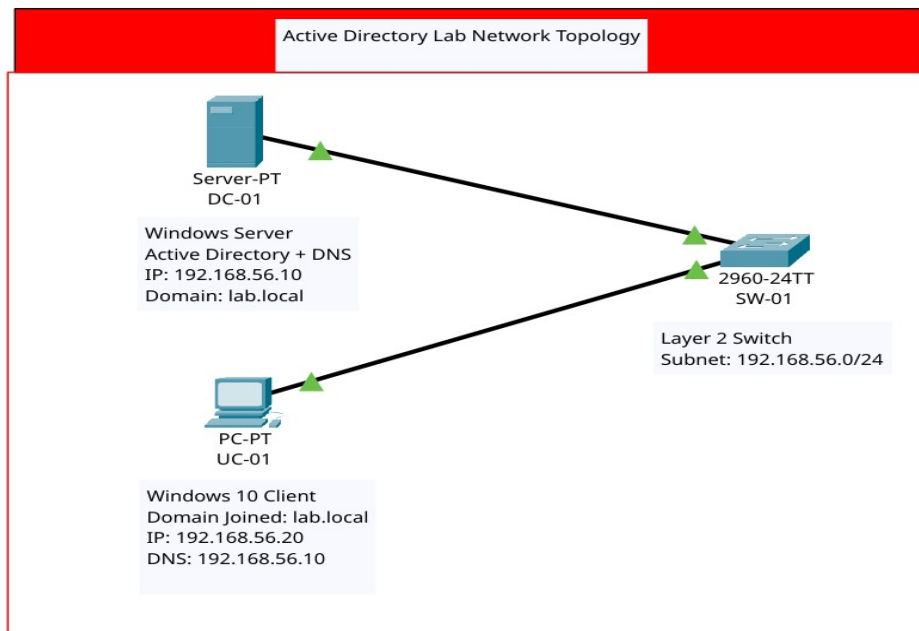 Active Directory Lab Network Topology
Server-PT
DC-01
Windows Server
Active Directory + DNS
IP: 192.168.56.10
Domain: lab.local
2960-24TT
SW-01
Layer 2 Switch
Subnet: 192.168.56.0/24
PC-PT
UC-01
Windows 10 Client
Domain Joined: lab.local
IP: 192.168.56.20
DNS: 192.168.56.10